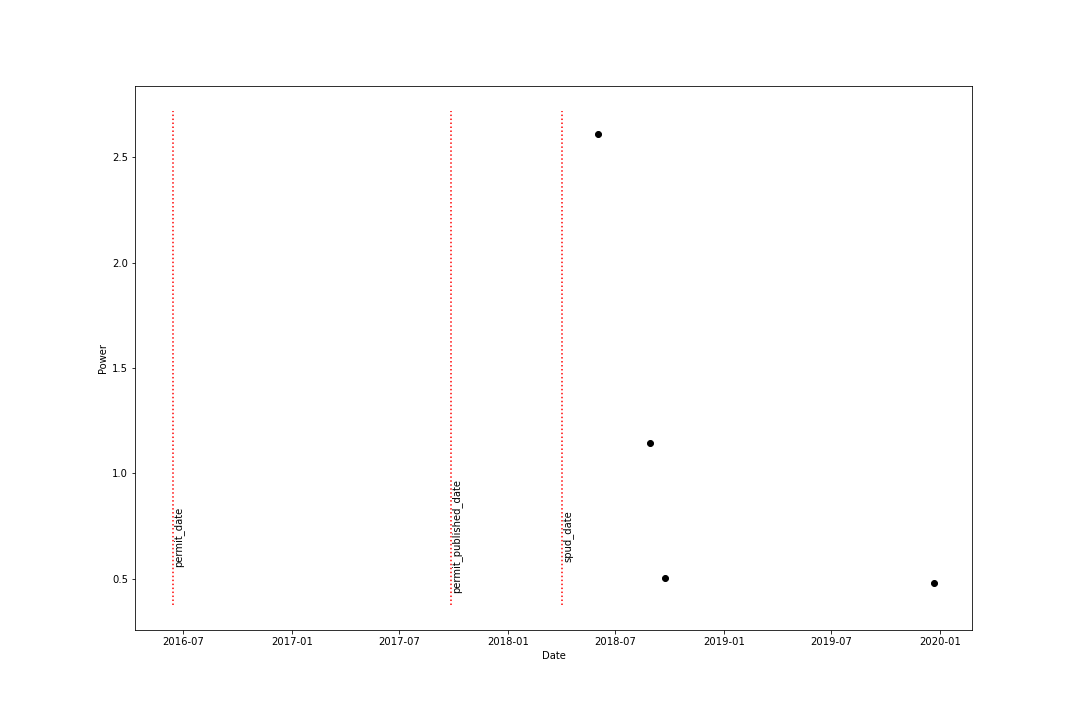 2.5
2.0
1.5
1.0
0.5
Power
permit_date
permit_published_date
spud_date
2016-07
2017-01
2017-07
2018-01
2018-07
2019-01
2019-07
2020-01
Date